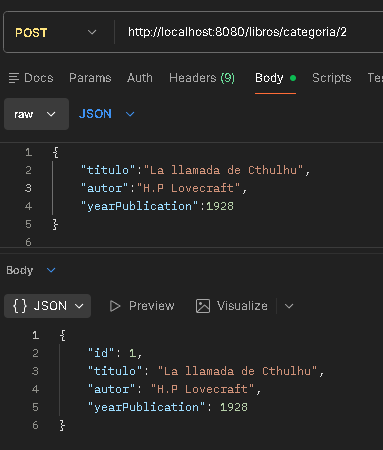 POST http://localhost:8080/libros/categoria/2
Docs Params Auth Headers (9) Body Scripts Tes
raw JSON
1 {
2 "titulo":"La llamada de Cthulhu",
3 "autor":"H.P Lovecraft",
4 "yearPublication":1928
5 }
6
Body
{} JSON Preview Visualize
1 {
2 "id": 1,
3 "titulo": "La llamada de Cthulhu",
4 "autor": "H.P Lovecraft",
5 "yearPublication": 1928
6 }